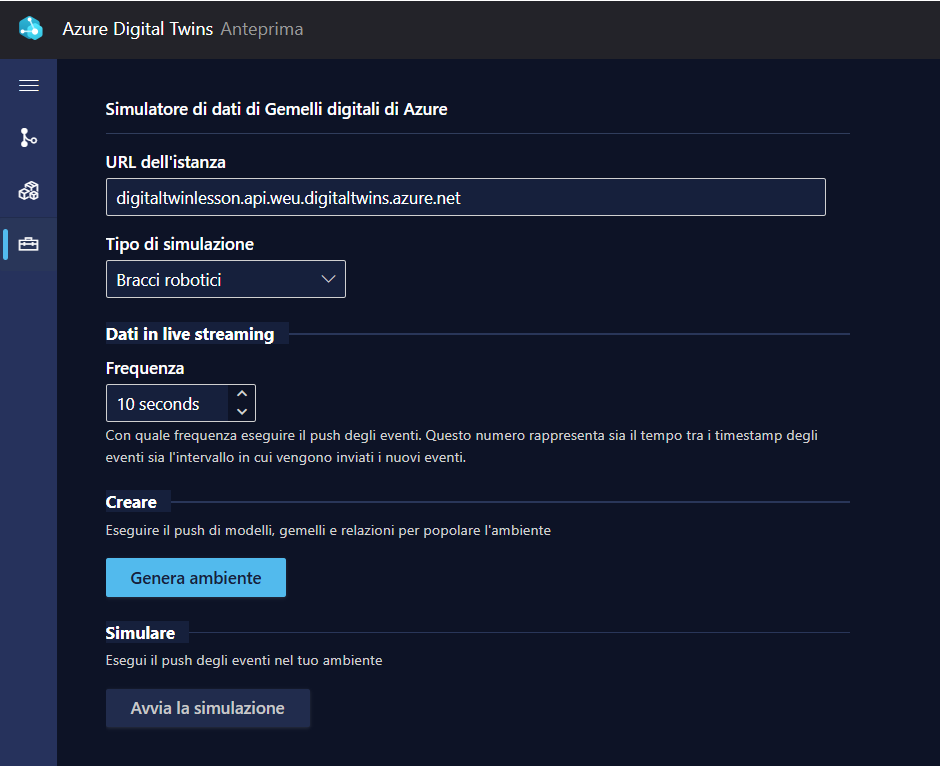 Azure Digital Twins Anteprima
Simulatore di dati di Gemelli digitali di Azure
URL dell'istanza
digitaltwinlesson.api.weu.digitaltwins.azure.net
Tipo di simulazione
Bracci robotici
Dati in live streaming
Frequenza
10 seconds
Con quale frequenza eseguire il push degli eventi. Questo numero rappresenta sia il tempo tra i timestamp degli
eventi sia l'intervallo in cui vengono inviati i nuovi eventi.
Creare
Eseguire il push di modelli, gemelli e relazioni per popolare l'ambiente
Genera ambiente
Simulare
Esegui il push degli eventi nel tuo ambiente
Avvia la simulazione